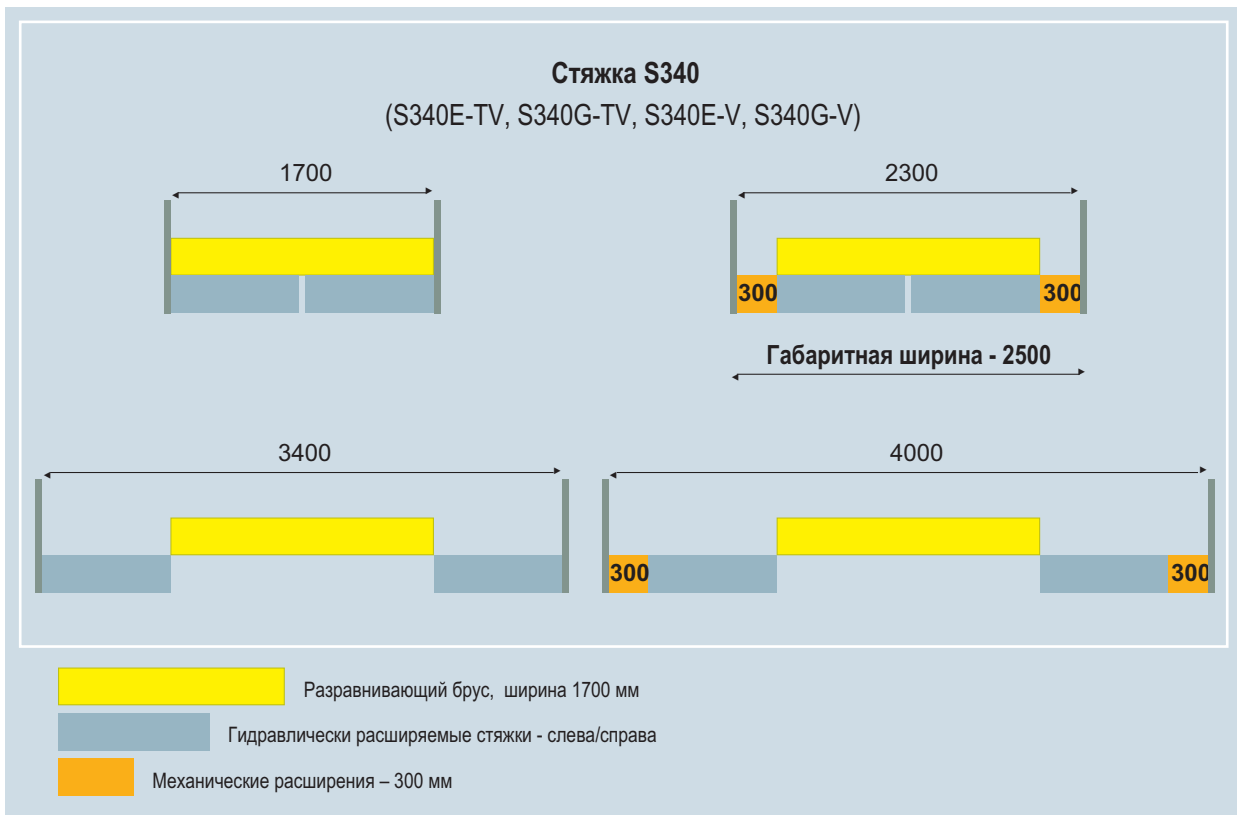 Стяжка S340
(S340E-TV, S340G-TV, S340E-V, S340G-V)
1700
2300
300
300
Габаритная ширина - 2500
3400
4000
300
300
Разравнивающий брус, ширина 1700 мм
Гидравлически расширяемые стяжки - слева/справа
Механические расширения – 300 мм